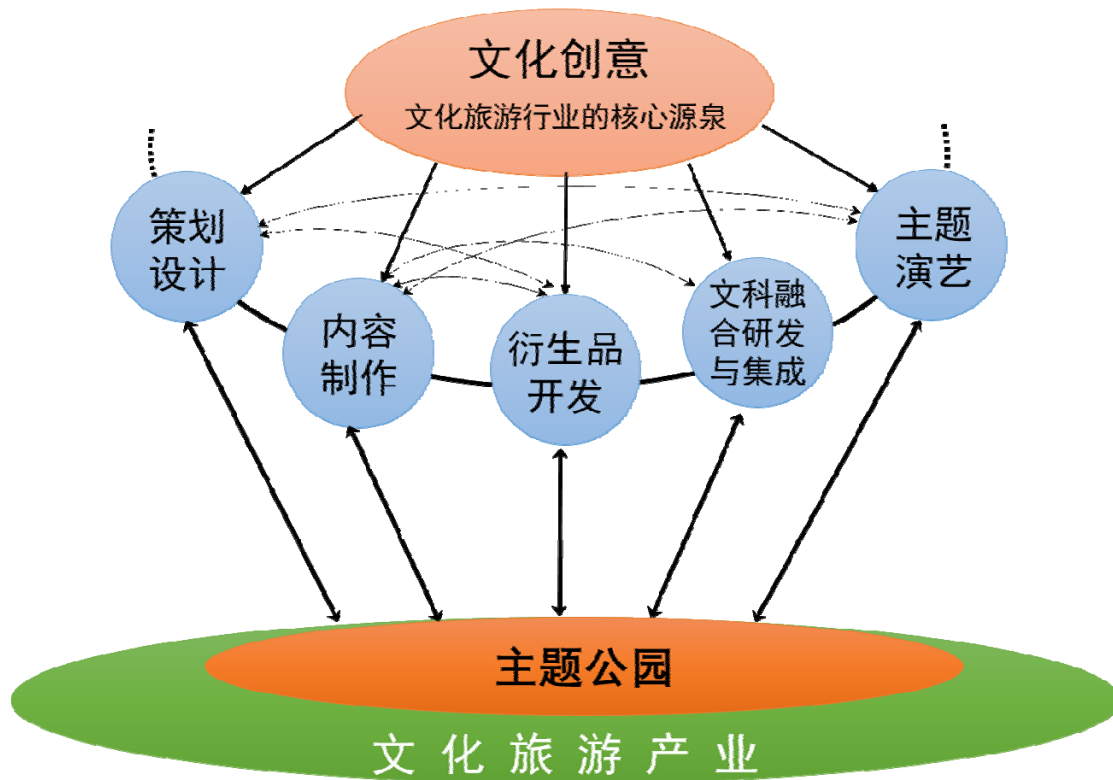 文化创意
文化旅游行业的核心源泉
策划
设计
内容
制作
衍生品
开发
文科融
合研发
与集成
主题
演艺
主题公园
文化旅游产业